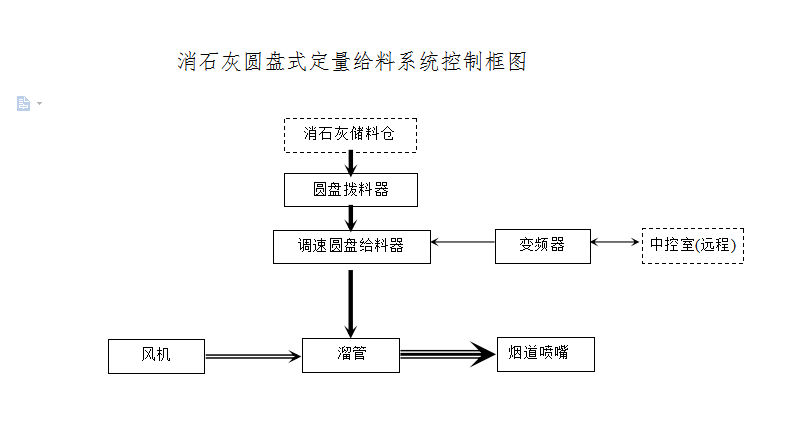 消石灰圆盘式定量给料系统控制框图
消石灰储料仓
圆盘拨料器
调速圆盘给料器
变频器
中控室(远程)
风机
溜管
烟道喷嘴